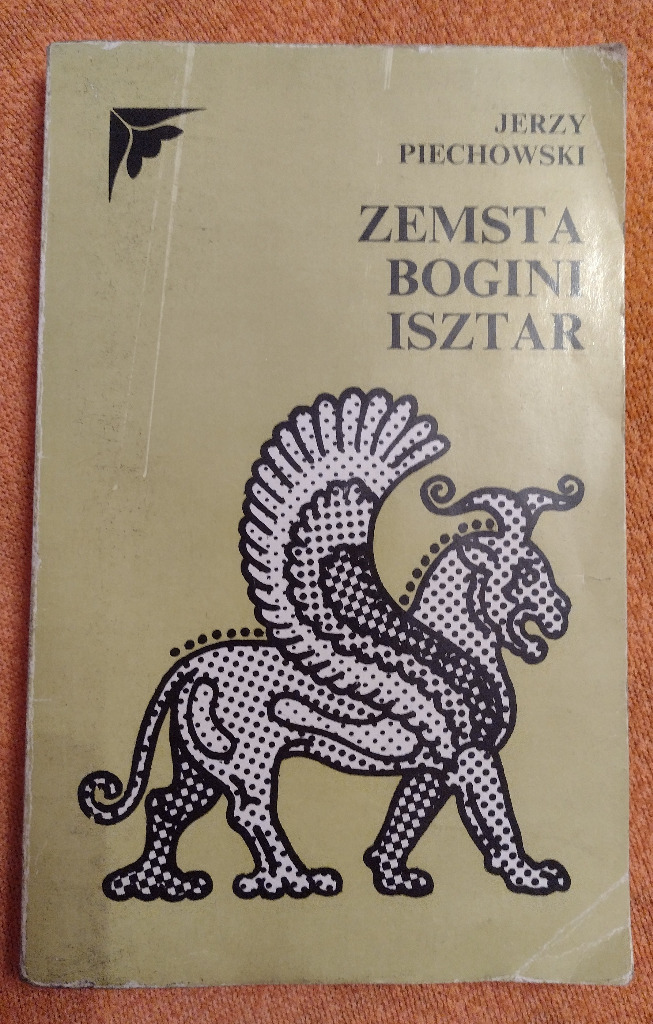 JERZY
PIECHOWSKI
ZEMSTA
BOGINI
ISZTAR